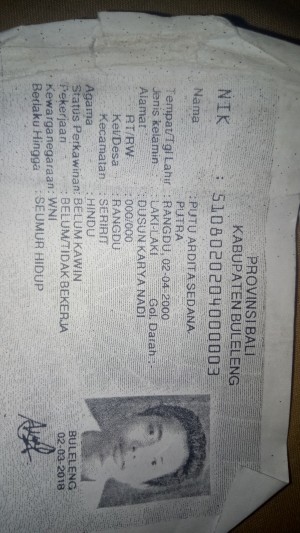 PROVINSI BALI
KABUPATEN BULELENG
NIK : 5108020204000003
Nama : PUTU ARDITA SEDANA
PUTRA
Tempat/Tgl Lahir : LANGDU, 02-04-2000
Jenis kelamin : LAKI-LAKI Gol. Darah :
Alamat : DUSUN KARYA NADI
RT/RW : 000/000
Kel/Desa : RANGDU
Kecamatan : SERIRIT
Agama : HINDU
Status Perkawinan: BELUM KAWIN
Pekerjaan : BELUM/TIDAK BEKERJA
Kewarganegaraan: WNI
Berlaku Hingga : SEUMUR HIDUP
BULELENG
02-03-2018